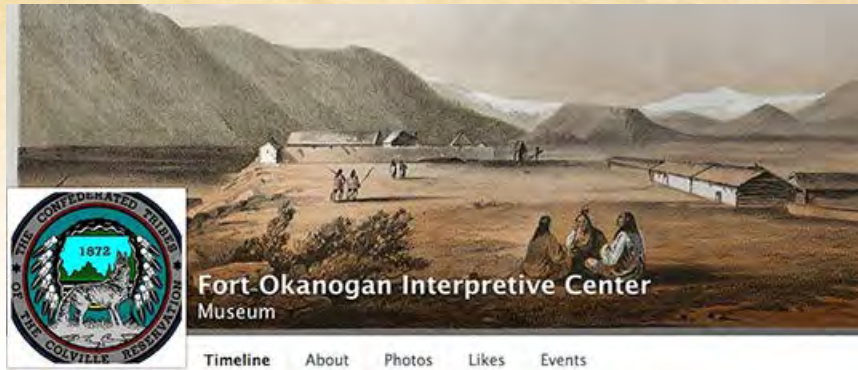 THE CONFEDERATED TRIBES
1872
OF THE COLVILLE RESERVATION
Fort Okanogan Interpretive Center
Museum
Timeline About Photos Likes Events